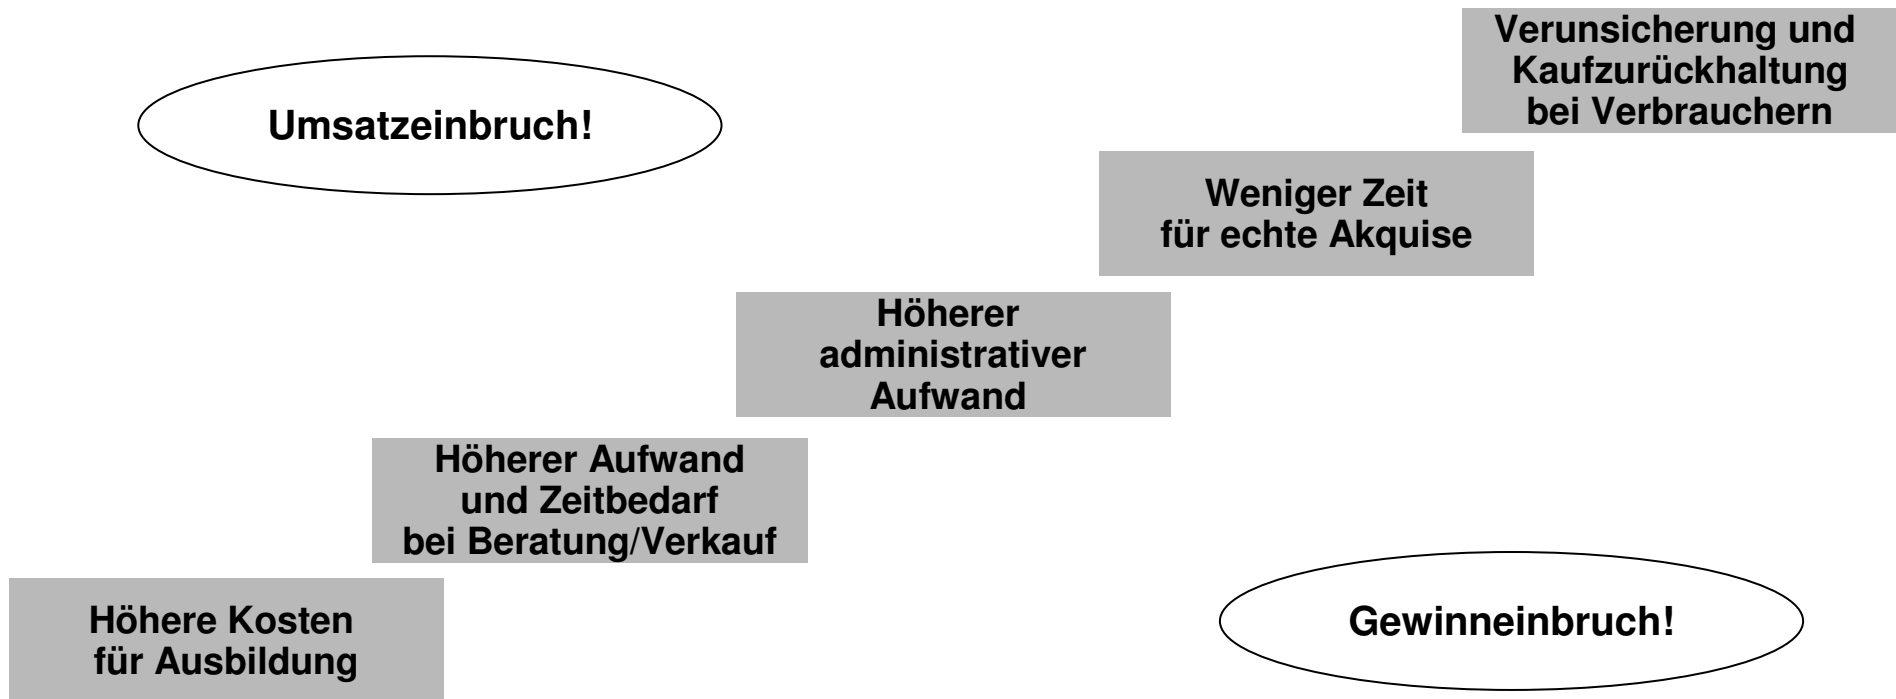 Verunsicherung und
Kaufzurückhaltung
bei Verbrauchern
Umsatzeinbruch!
Weniger Zeit
für echte Akquise
Höherer
administrativer
Aufwand
Höherer Aufwand
und Zeitbedarf
bei Beratung/Verkauf
Höhere Kosten
für Ausbildung
Gewinneinbruch!